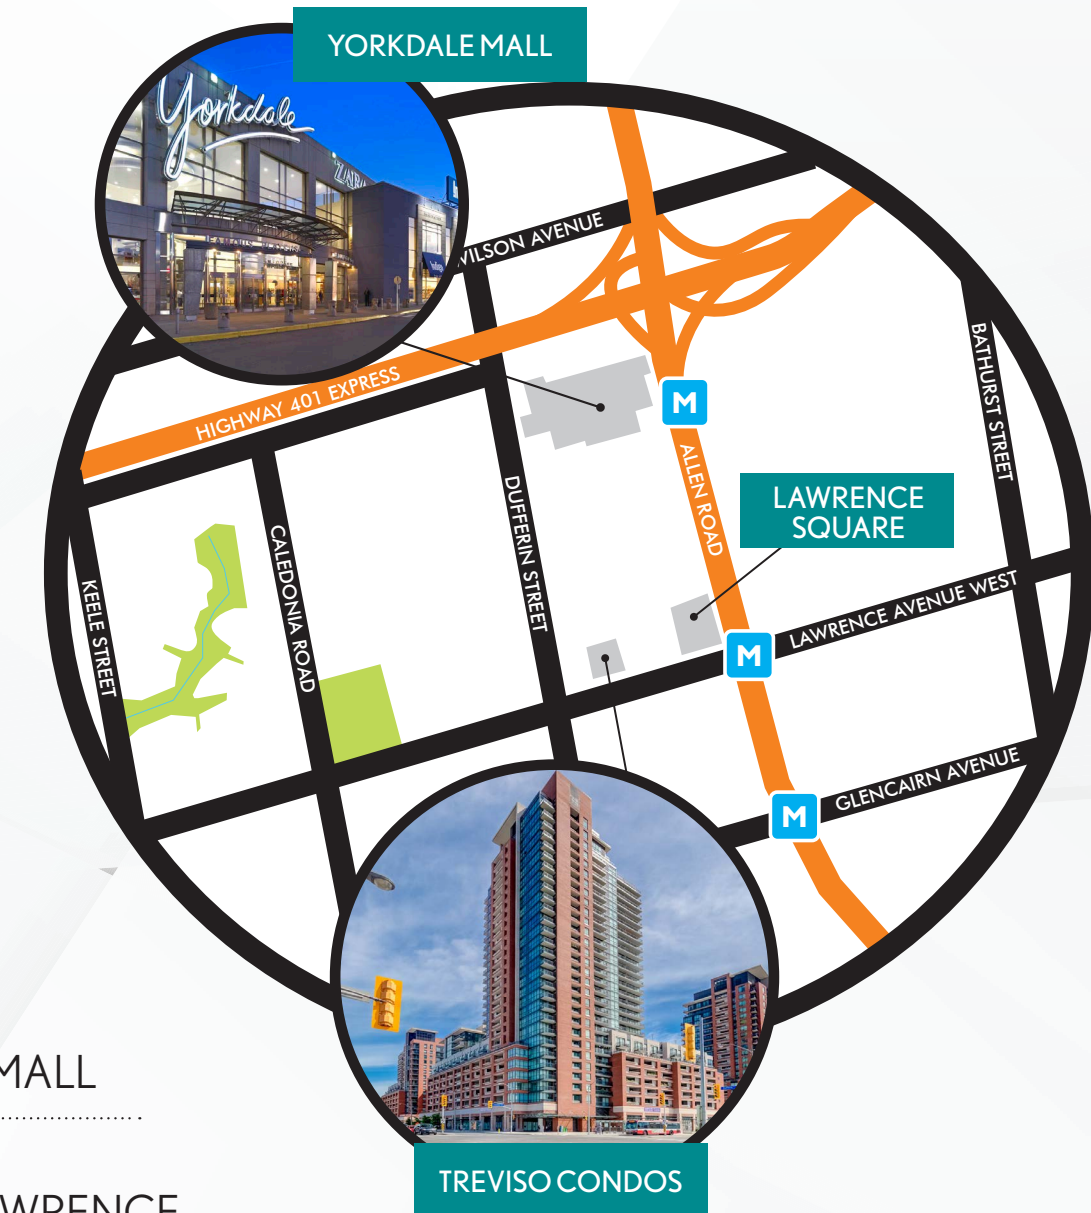 YORKDALE MALL
Yorkdale
ZARA
WILSON AVENUE
HIGHWAY 401 EXPRESS
M
ALLEN ROAD
BATHURST STREET
LAWRENCE
SQUARE
DUFFERIN STREET
CALEDONIA ROAD
KEELE STREET
M
LAWRENCE AVENUE WEST
GLENCAIRN AVENUE
M
MALL
WRENCE
TREVISO CONDOS